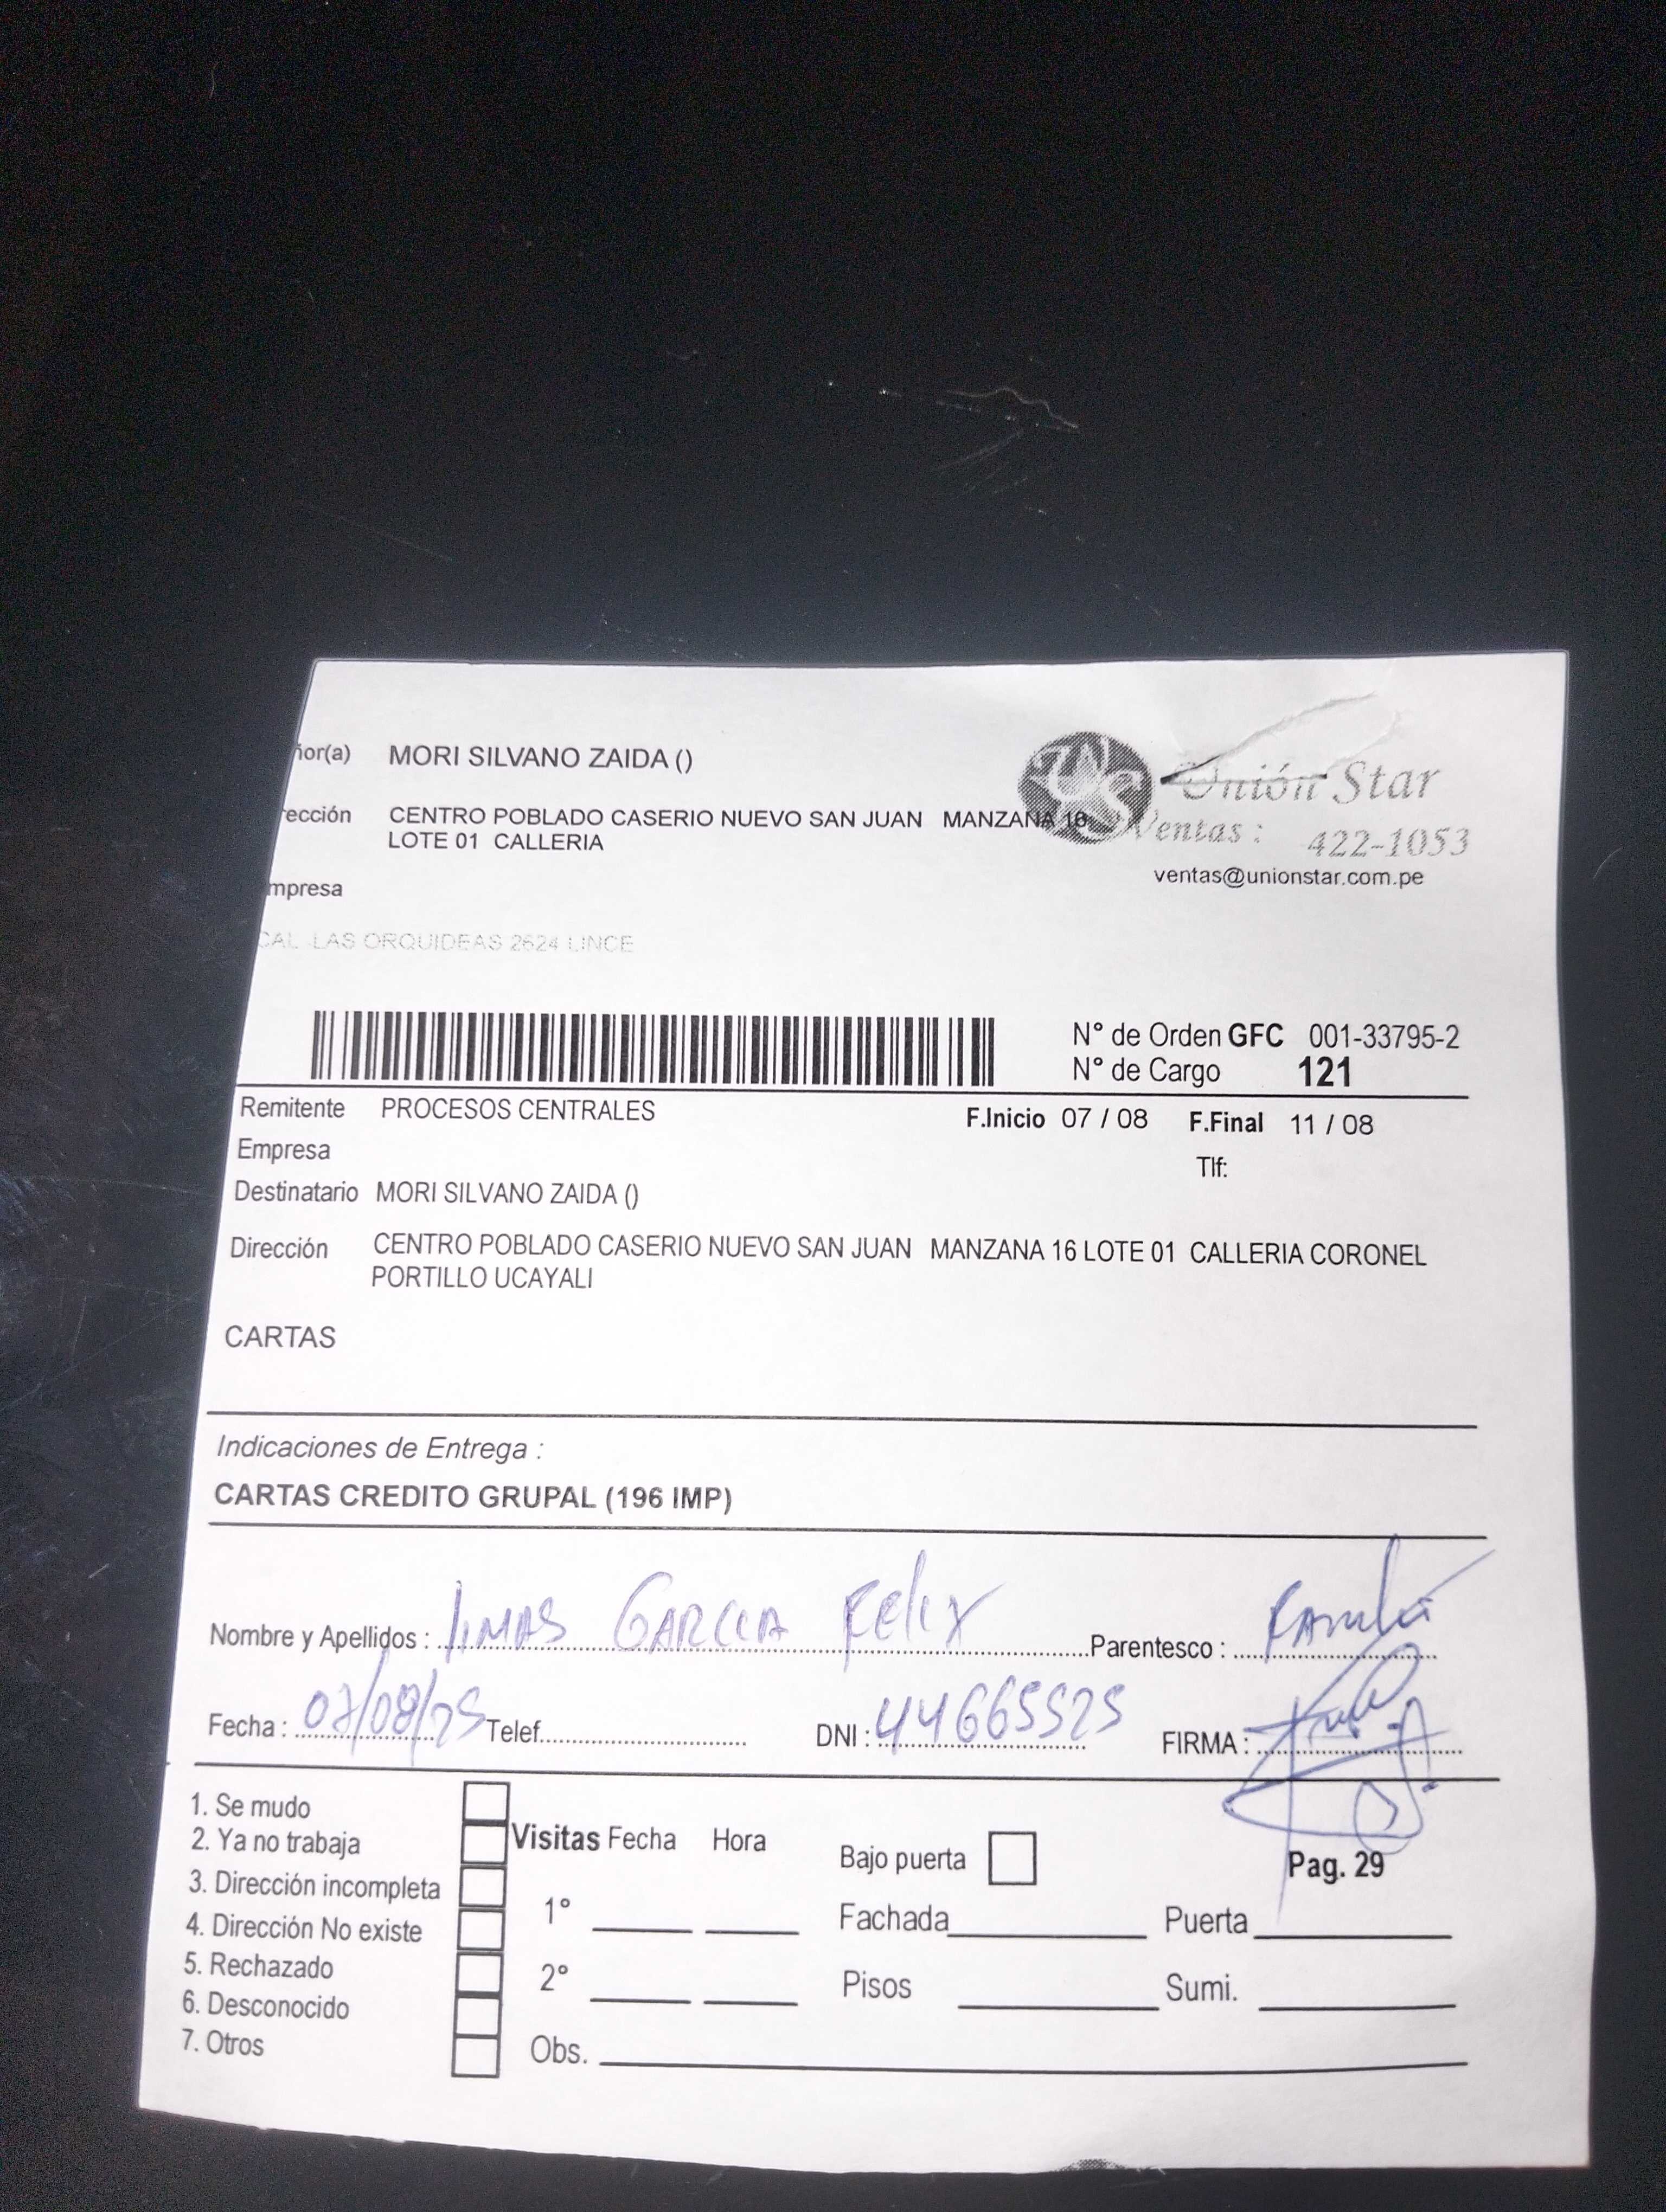 ñor(a) MORI SILVANO ZAIDA ()
rección CENTRO POBLADO CASERIO NUEVO SAN JUAN MANZANA 16
LOTE 01 CALLERIA
mpresa
Unión Star
Ventas : 422-1053
ventas@unionstar.com.pe
CAL LAS ORQUIDEAS 2624 LINCE
N° de Orden GFC 001-33795-2
N° de Cargo 121
Remitente PROCESOS CENTRALES F.Inicio 07 / 08 F.Final 11 / 08
Empresa Tlf:
Destinatario MORI SILVANO ZAIDA ()
Dirección CENTRO POBLADO CASERIO NUEVO SAN JUAN MANZANA 16 LOTE 01 CALLERIA CORONEL
PORTILLO UCAYALI
CARTAS
Indicaciones de Entrega :
CARTAS CREDITO GRUPAL (196 IMP)
Nombre y Apellidos : GARCIA Felix Parentesco :
Fecha : 07/08/25 Telef. DNI : 44665525 FIRMA :
1. Se mudo
2. Ya no trabaja
3. Dirección incompleta
4. Dirección No existe
5. Rechazado
6. Desconocido
7. Otros
Visitas Fecha Hora
1°
2°
Obs.
Bajo puerta
Pag. 29
Fachada Puerta
Pisos Sumi.